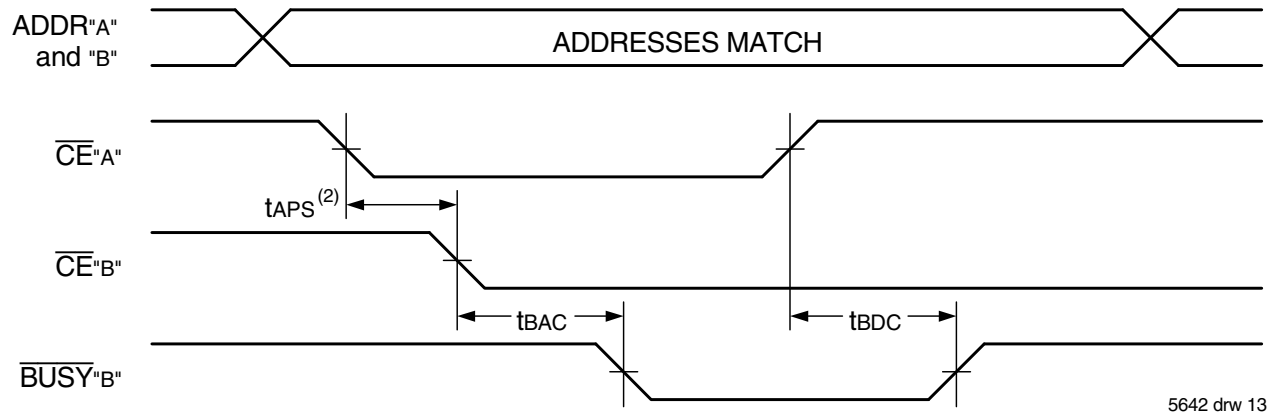 ADDR"A"
and "B"
ADDRESSES MATCH
CE"A"
tAPS(2)
CE"B"
tBAC
tBDC
BUSY"B"
5642 drw 13